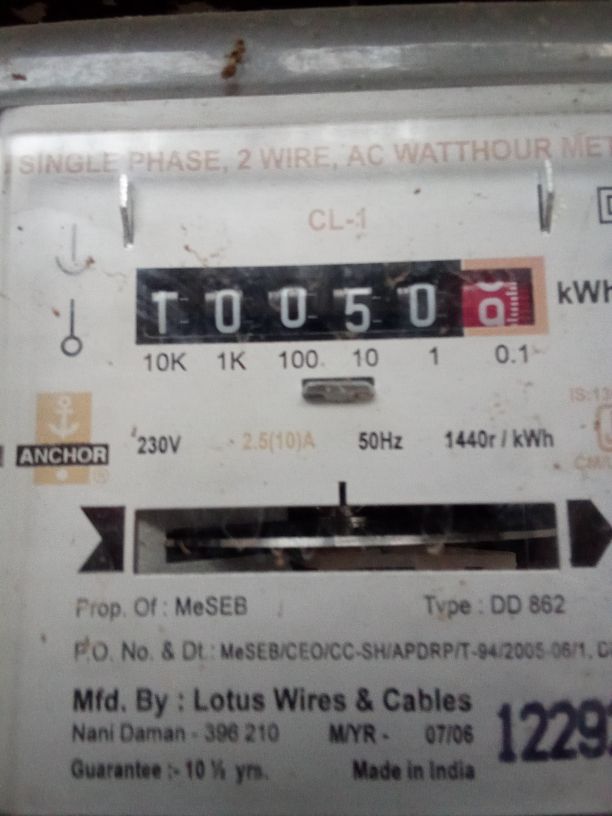 SINGLE PHASE, 2 WIRE, AC WATTHOUR MET
CL-1
1 0 0 5 0 kWh
10K 1K 100 10 1 0.1
ANCHOR ®
230V 2.5(10)A 50Hz 1440r / kWh
IS:13
Prop. Of : MeSEB Type : DD 862
P.O. No. & Dt.: MeSEB/CEO/CC-SH/APDRP/T-94/2005-06/1, D
Mfd. By : Lotus Wires & Cables
Nani Daman - 396 210 M/YR - 07/06
1229
Guarantee :- 10 ½ yrs. Made in India